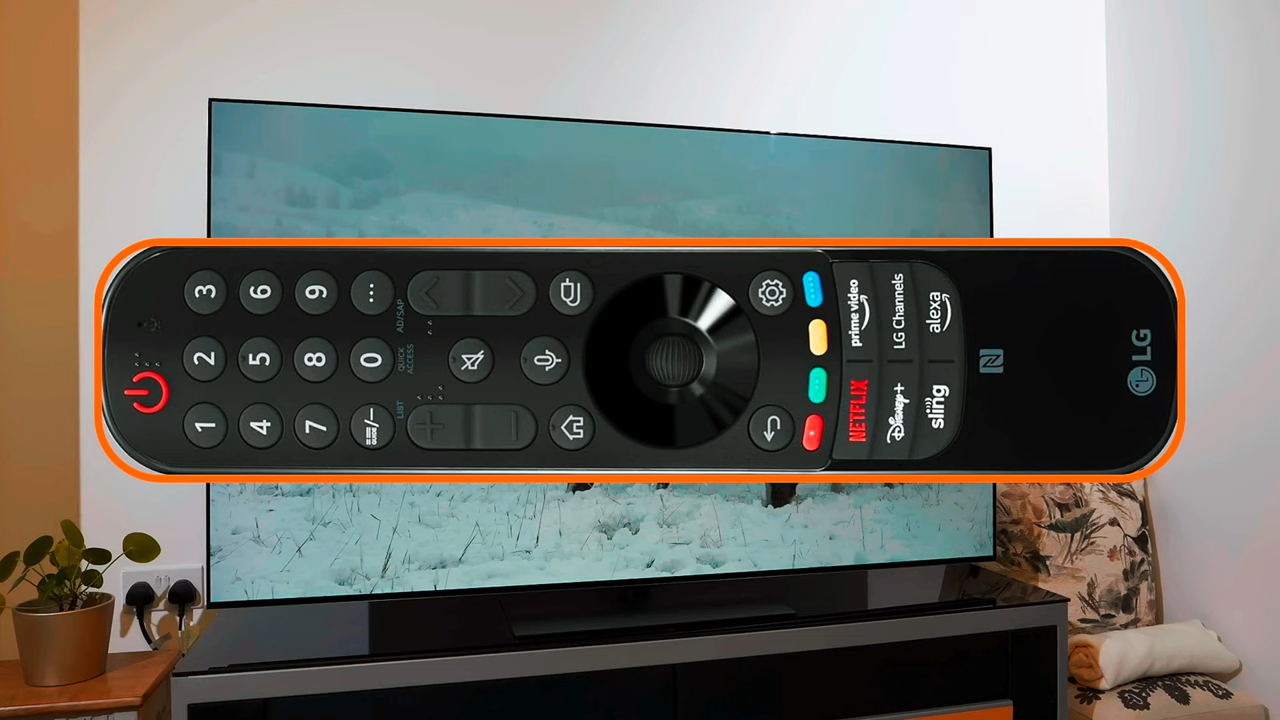 1 2 3
4 5 6
7 8 9
GUIDE/— 0 ...
LIST
QUICK
ACCESS
AD/SAP
+
−
NETFLIX
prime video
Disney+
LG Channels
sling
alexa
N
LG